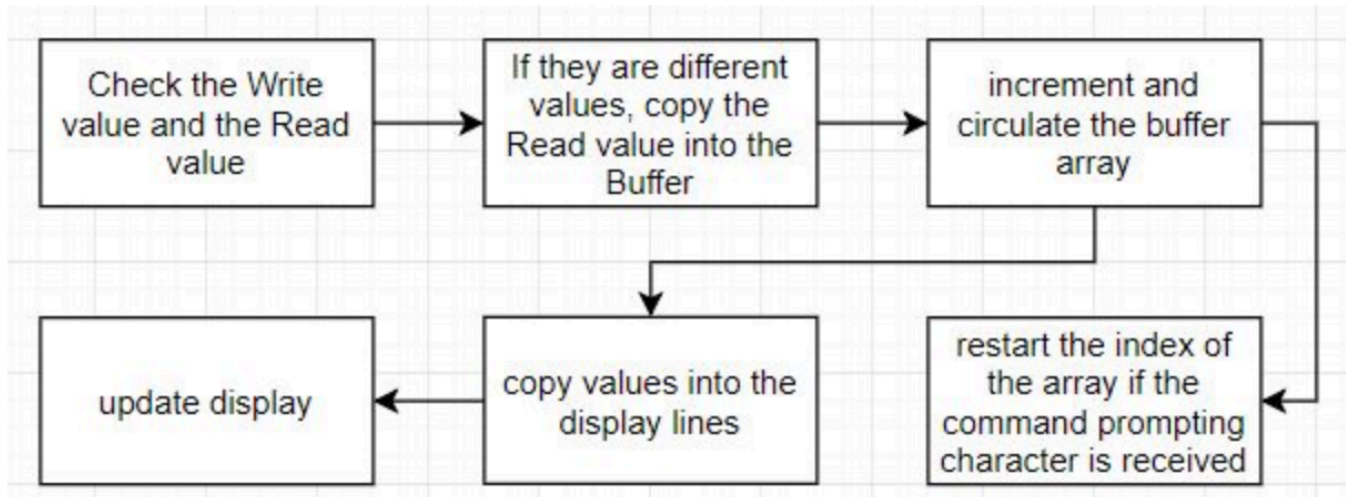 Check the Write
value and the Read
value
If they are different
values, copy the
Read value into the
Buffer
increment and
circulate the buffer
array
update display
copy values into the
display lines
restart the index of
the array if the
command prompting
character is received